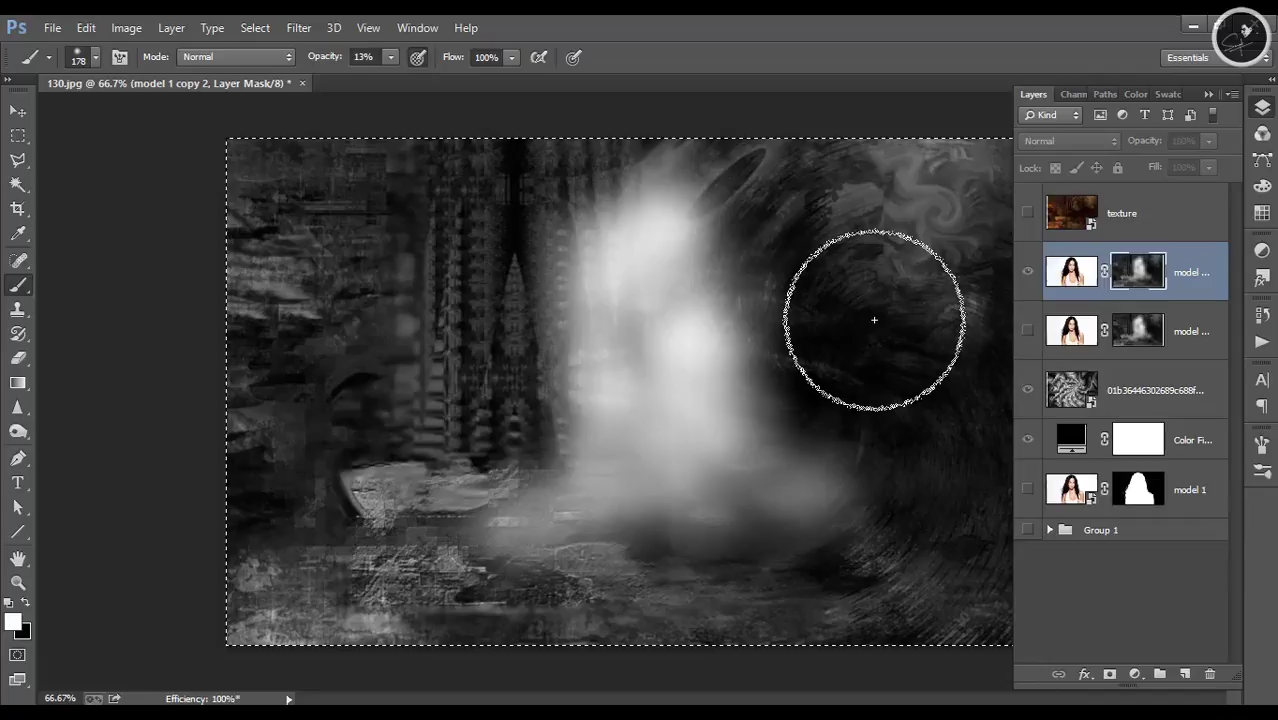 Ps File Edit Image Layer Type Select Filter 3D View Window Help
178 Mode: Normal Opacity: 13% Flow: 100% Essentials
130.jpg @ 66.7% (model 1 copy 2, Layer Mask/8) * ×
Layers Chann Paths Color Swatc
Kind
Normal Opacity: 100%
Lock: Fill: 100%
texture
model ...
model ...
01b36446302689c688f...
Color Fi...
model 1
Group 1
66.67% Efficiency: 100%*